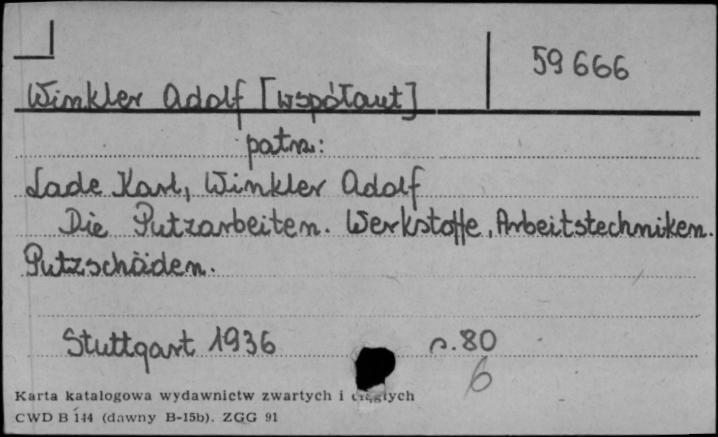 59666
Winkler Adolf [współaut]
patrz:
Lade Karl, Winkler Adolf
Die Putzarbeiten. Werkstoffe, Arbeitstechniken.
Putzschäden.
Stuttgart 1936 s.80
6
Karta katalogowa wydawnictw zwartych i ciągłych
CWD B 144 (dawny B-15b). ZGG 91